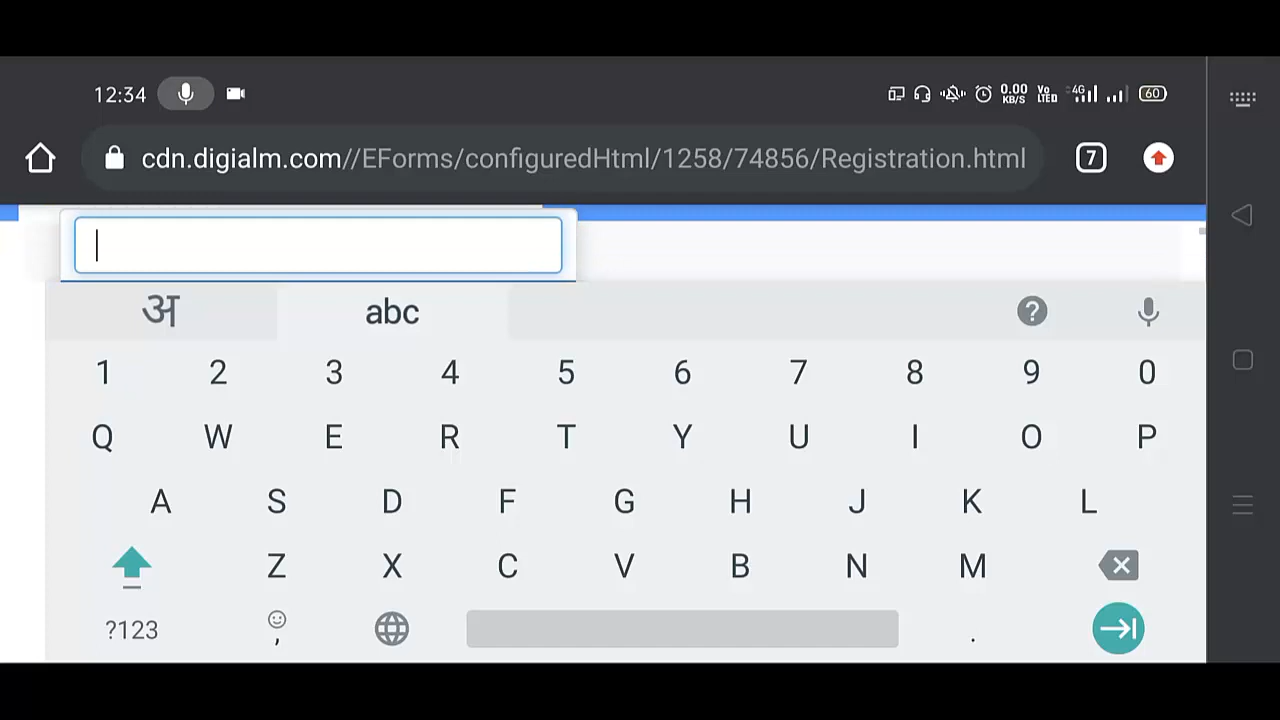 12:34 0.00 KB/S Vo LTED 4G 60
cdn.digialm.com//EForms/configuredHtml/1258/74856/Registration.html 7
अ abc ?
1 2 3 4 5 6 7 8 9 0
Q W E R T Y U I O P
A S D F G H J K L
Z X C V B N M
?123 , .